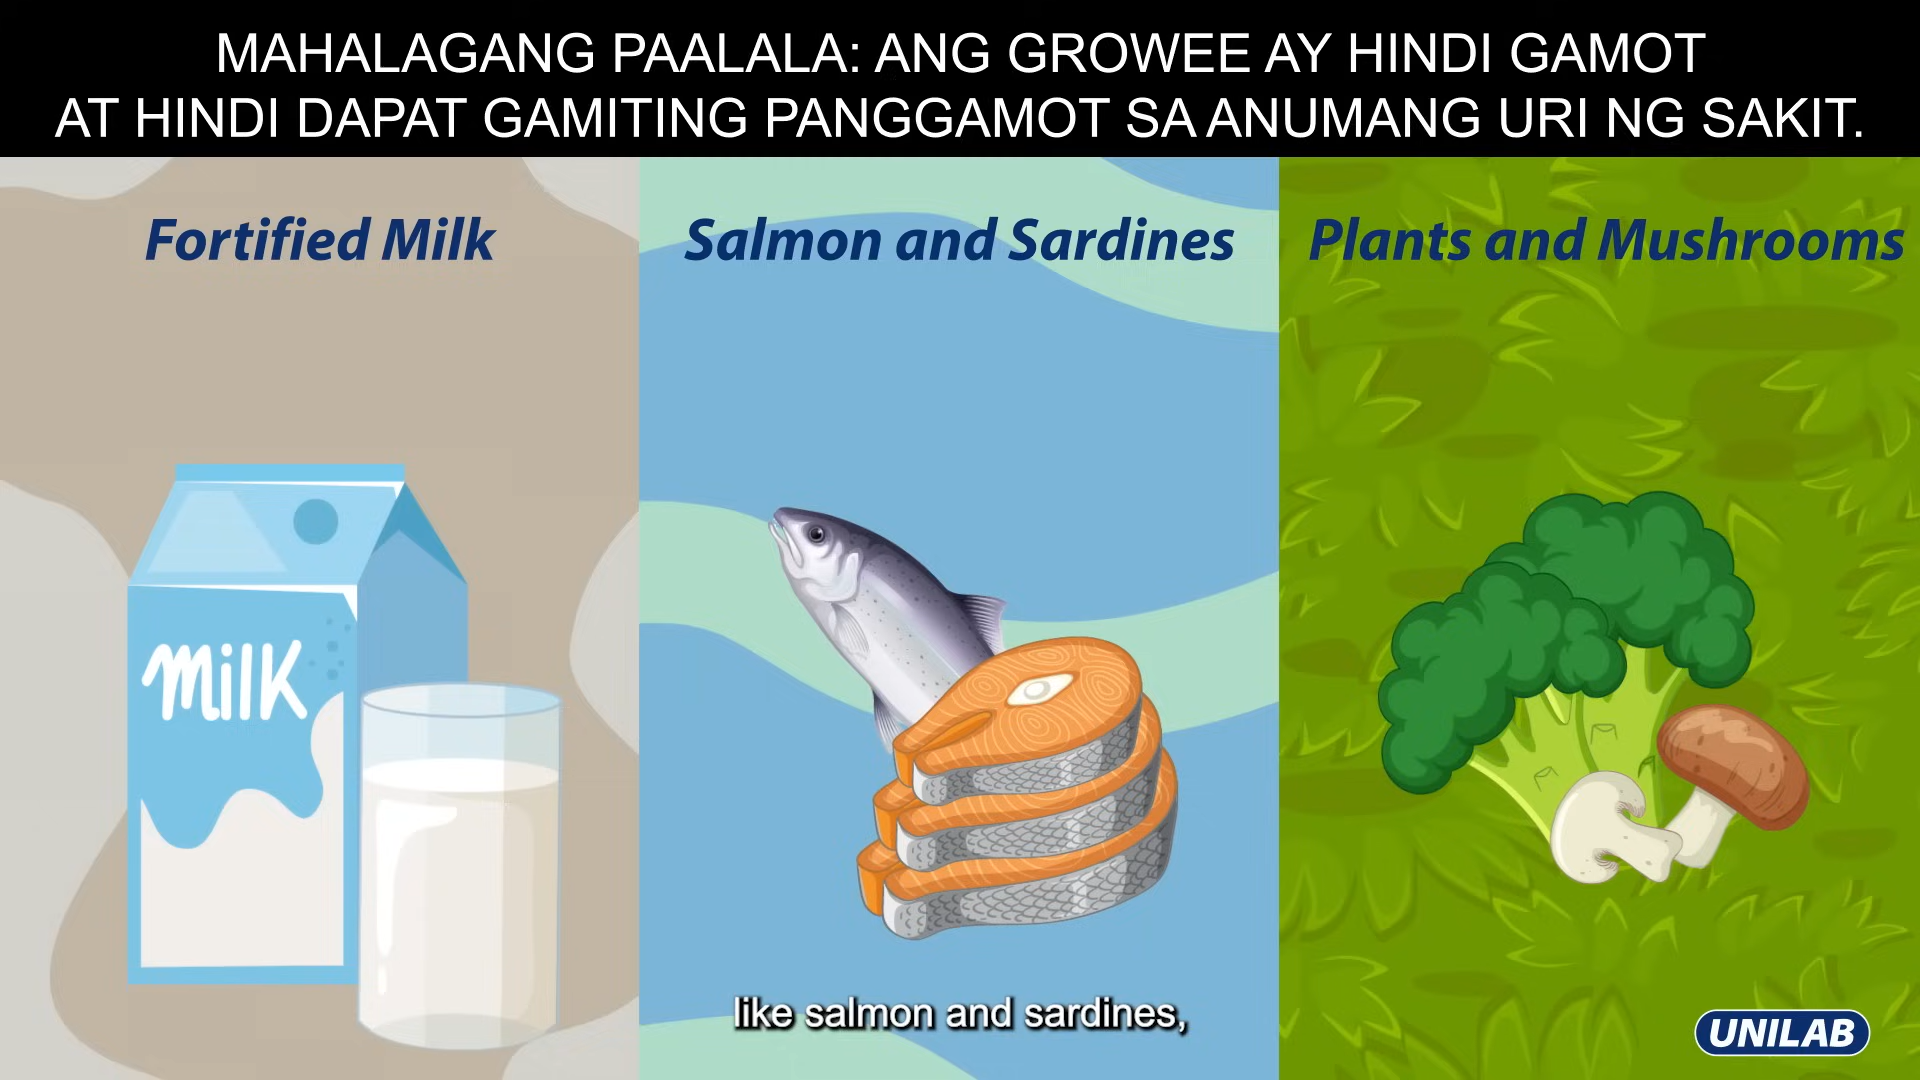 MAHALAGANG PAALALA: ANG GROWEE AY HINDI GAMOT
AT HINDI DAPAT GAMITING PANGGAMOT SA ANUMANG URI NG SAKIT.
Fortified Milk
Salmon and Sardines
Plants and Mushrooms
milk
like salmon and sardines,
UNILAB